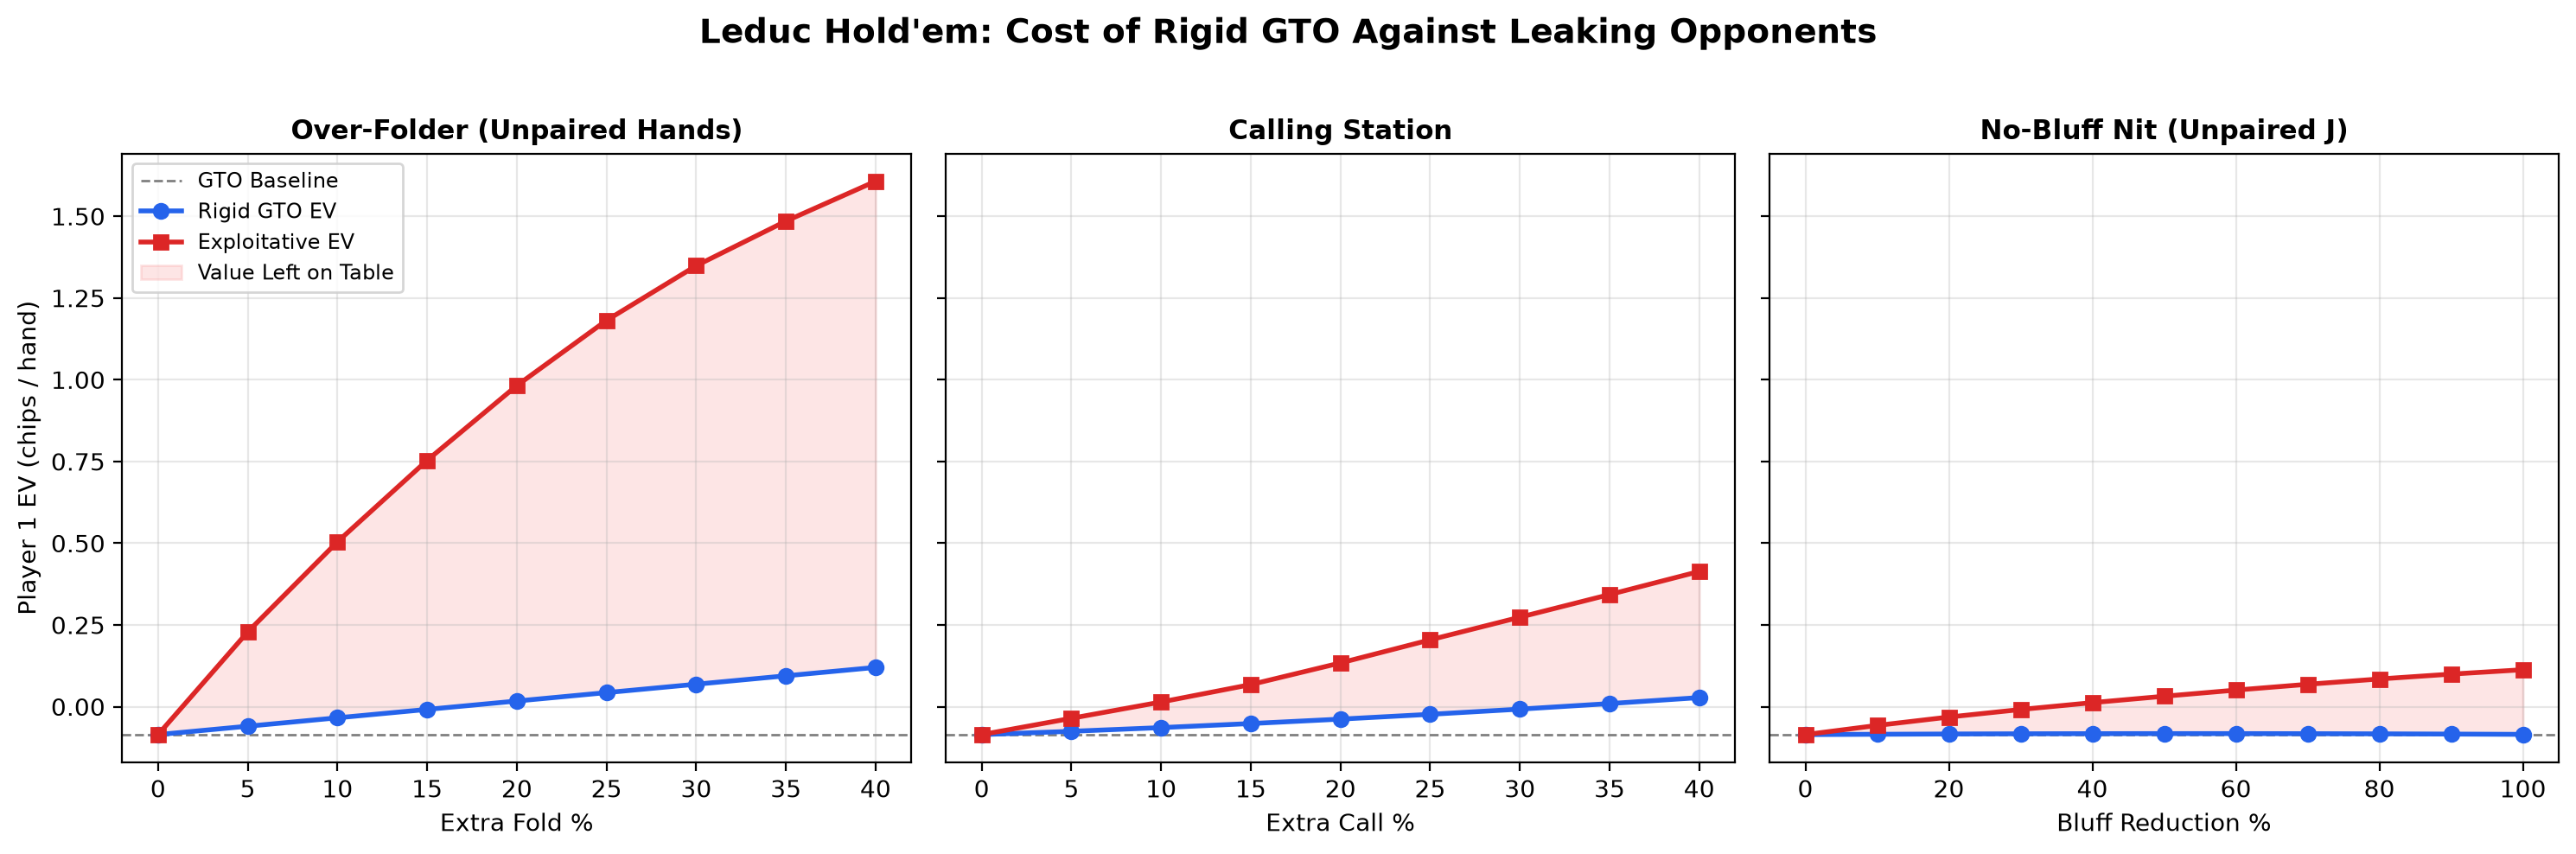 Leduc Hold'em: Cost of Rigid GTO Against Leaking Opponents
Over-Folder (Unpaired Hands)
GTO Baseline
Rigid GTO EV
Exploitative EV
Value Left on Table
Player 1 EV (chips / hand)
1.50
1.25
1.00
0.75
0.50
0.25
0.00
0 5 10 15 20 25 30 35 40
Extra Fold %
Calling Station
0 5 10 15 20 25 30 35 40
Extra Call %
No-Bluff Nit (Unpaired J)
0 20 40 60 80 100
Bluff Reduction %